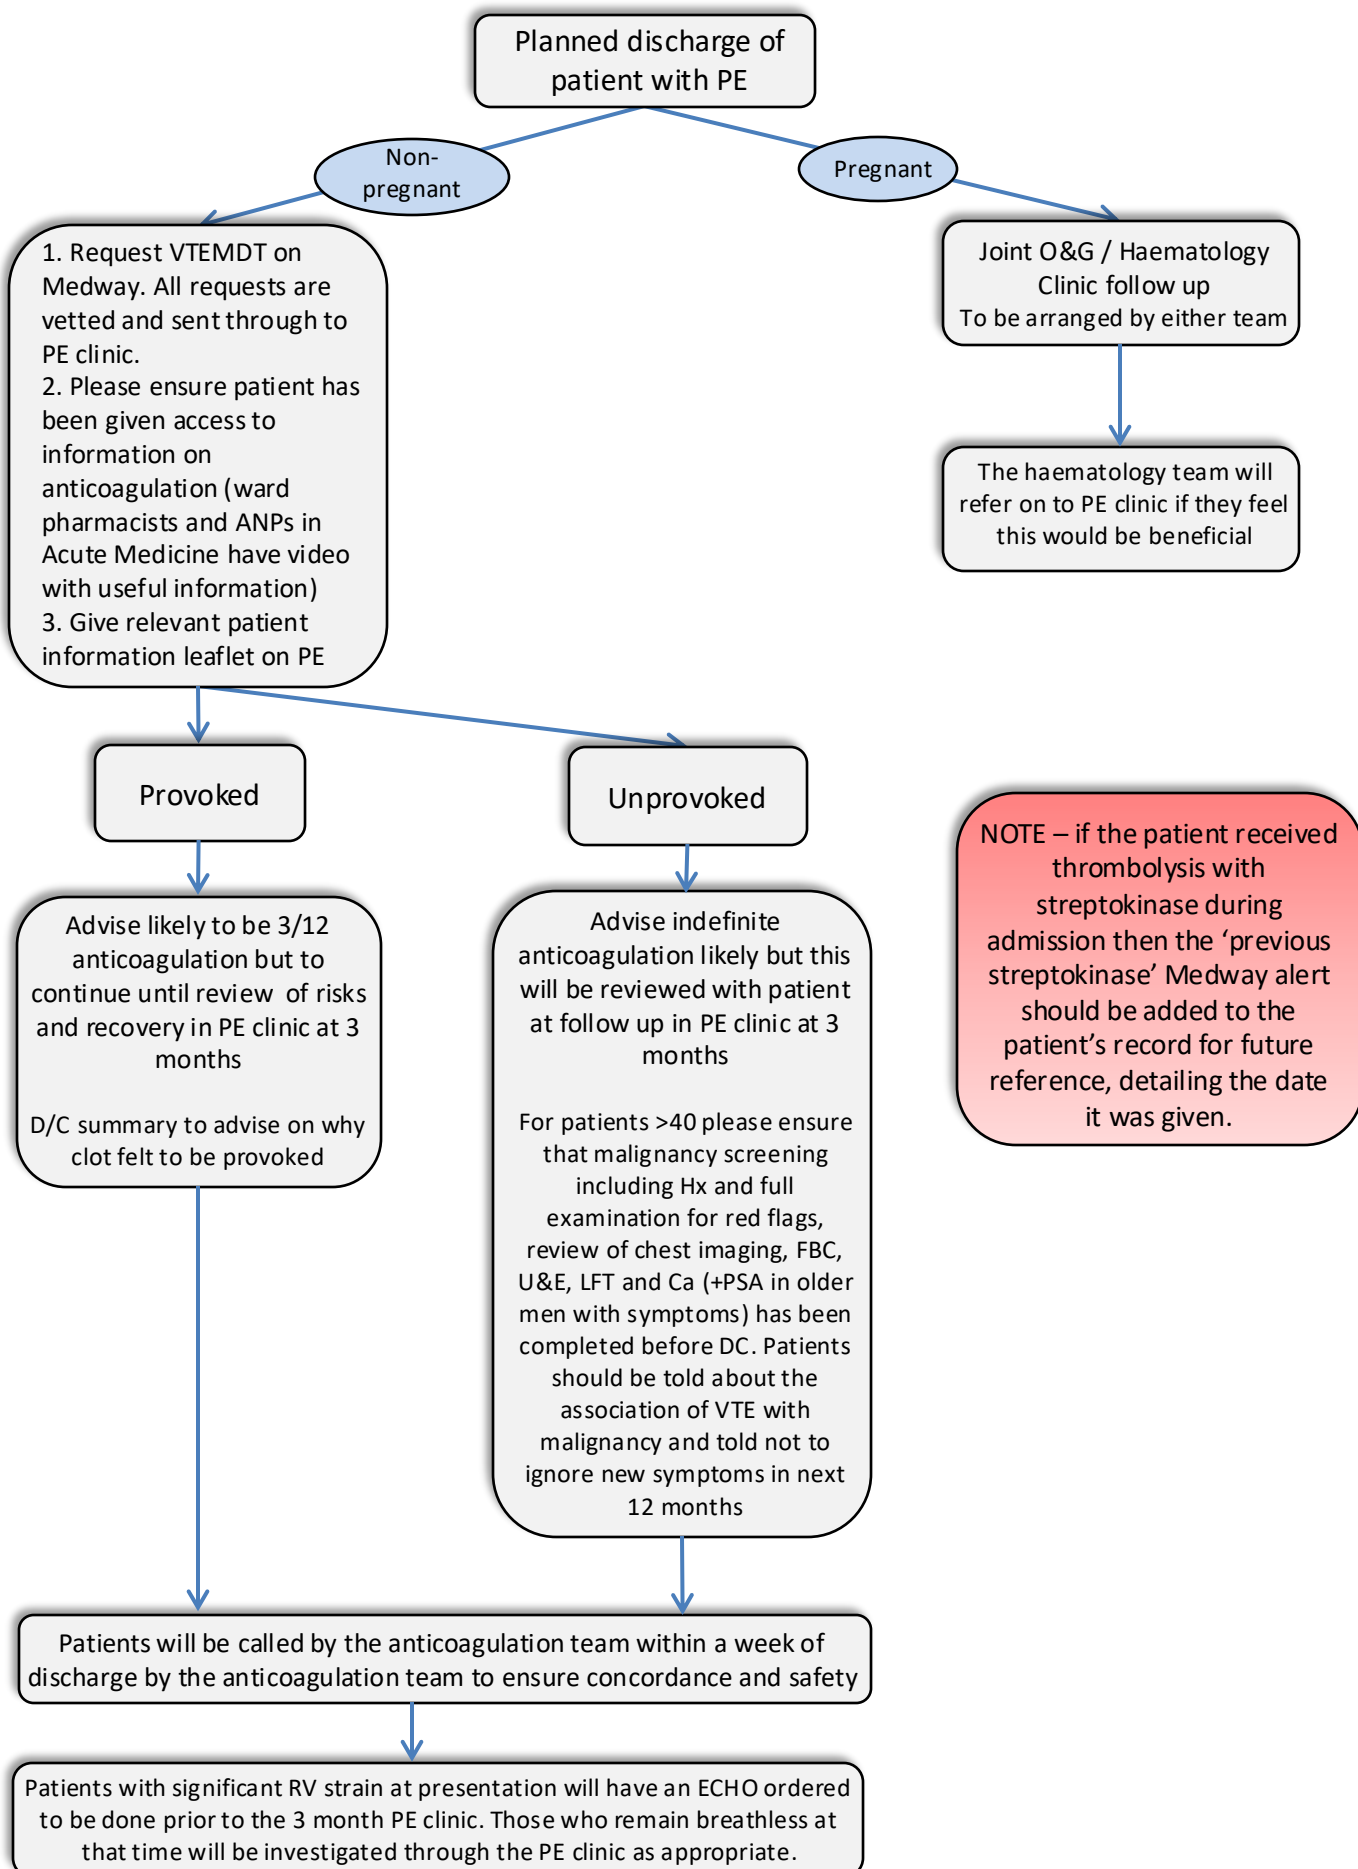 Planned discharge of
patient with PE
Non-
pregnant
Pregnant
1. Request VTEMDT on
Medway. All requests are
vetted and sent through to
PE clinic.
2. Please ensure patient has
been given access to
information on
anticoagulation (ward
pharmacists and ANPs in
Acute Medicine have video
with useful information)
3. Give relevant patient
information leaflet on PE
Joint O&G / Haematology
Clinic follow up
To be arranged by either team
The haematology team will
refer on to PE clinic if they feel
this would be beneficial
Provoked
Unprovoked
Advise likely to be 3/12
anticoagulation but to
continue until review of risks
and recovery in PE clinic at 3
months
D/C summary to advise on why
clot felt to be provoked
Advise indefinite
anticoagulation likely but this
will be reviewed with patient
at follow up in PE clinic at 3
months
For patients >40 please ensure
that malignancy screening
including Hx and full
examination for red flags,
review of chest imaging, FBC,
U&E, LFT and Ca (+PSA in older
men with symptoms) has been
completed before DC. Patients
should be told about the
association of VTE with
malignancy and told not to
ignore new symptoms in next
12 months
NOTE – if the patient received
thrombolysis with
streptokinase during
admission then the ‘previous
streptokinase’ Medway alert
should be added to the
patient’s record for future
reference, detailing the date
it was given.
Patients will be called by the anticoagulation team within a week of
discharge by the anticoagulation team to ensure concordance and safety
Patients with significant RV strain at presentation will have an ECHO ordered
to be done prior to the 3 month PE clinic. Those who remain breathless at
that time will be investigated through the PE clinic as appropriate.